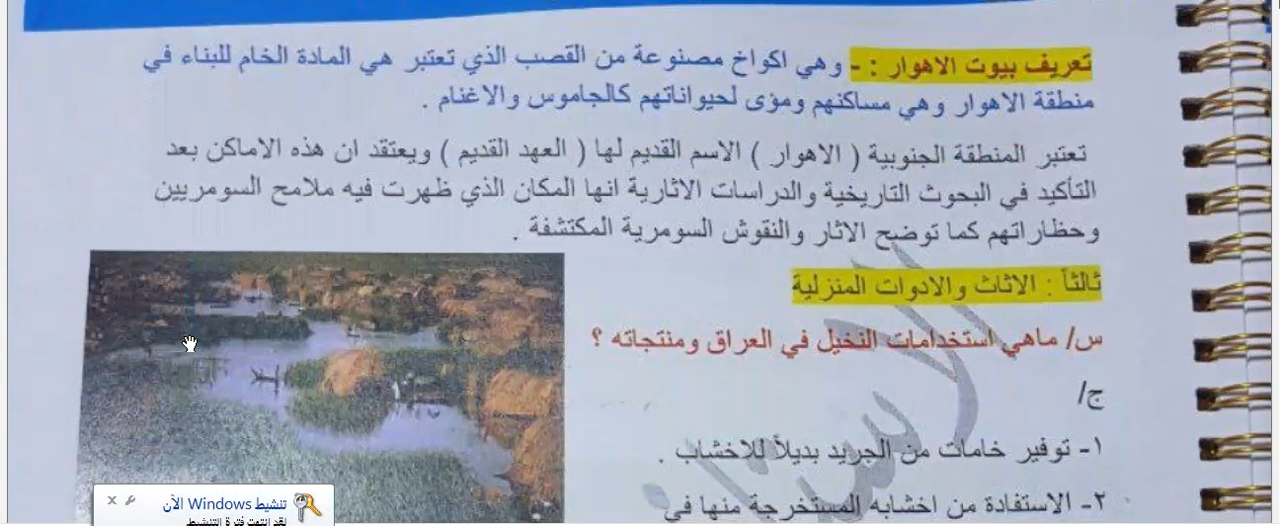 تعريف بيوت الاهوار : - وهي اكواخ مصنوعة من القصب الذي تعتبر هي المادة الخام للبناء في
منطقة الاهوار وهي مساكنهم ومؤى لحيواناتهم كالجاموس والاغنام .
تعتبر المنطقة الجنوبية ( الاهوار ) الاسم القديم لها ( العهد القديم ) ويعتقد ان هذه الاماكن بعد
التأكيد في البحوث التاريخية والدراسات الاثارية انها المكان الذي ظهرت فيه ملامح السومريين
وحظاراتهم كما توضح الاثار والنقوش السومرية المكتشفة .
ثالثاً : الاثاث والادوات المنزلية
س/ ماهي استخدامات النخيل في العراق ومنتجاته ؟
ج/
١- توفير خامات من الجريد بديلاً للاخشاب .
٢- الاستفادة من اخشابه المستخرجة منها في
تنشيط Windows الآن
لقد انتهت فترة التنشيط